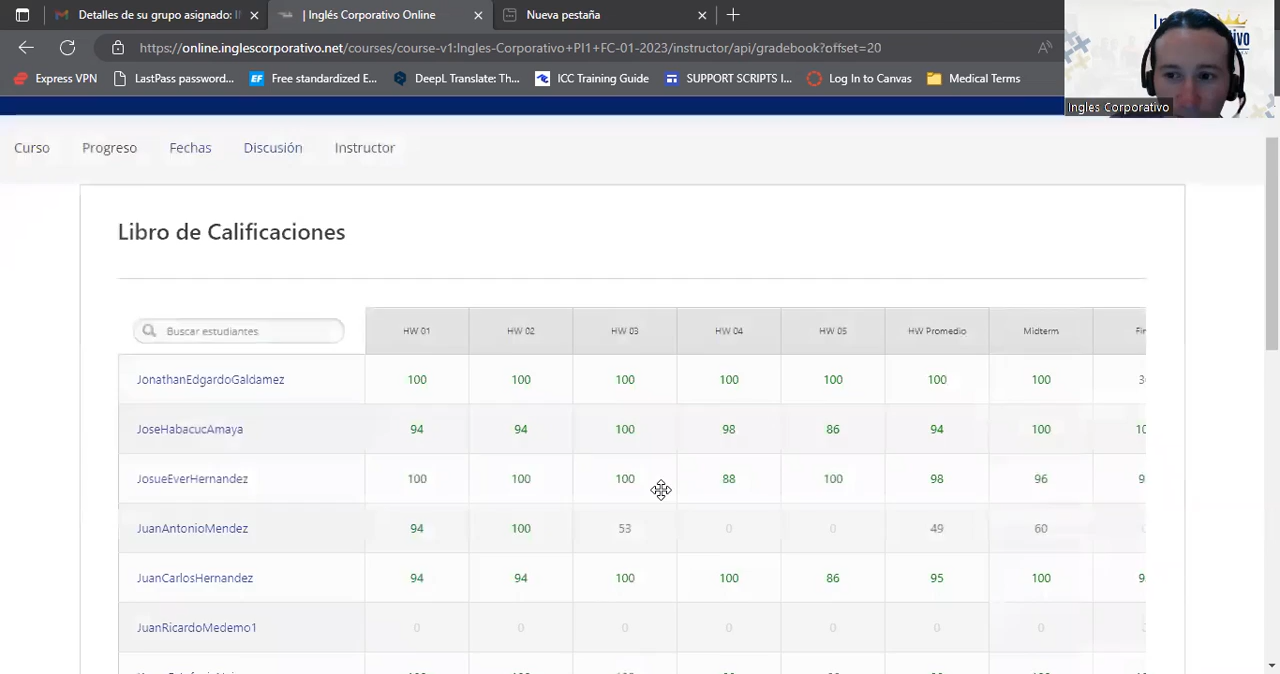 Detalles de su grupo asignado: I
| Inglés Corporativo Online
Nueva pestaña
https://online.inglescorporativo.net/courses/course-v1:Ingles-Corporativo+PI1+FC-01-2023/instructor/api/gradebook?offset=20
Express VPN
LastPass password...
EF Free standardized E...
DeepL Translate: Th...
ICC Training Guide
SUPPORT SCRIPTS I...
Log In to Canvas
Medical Terms
Ingles Corporativo
Curso Progreso Fechas Discusión Instructor
Libro de Calificaciones
Buscar estudiantes HW 01 HW 02 HW 03 HW 04 HW 05 HW Promedio Midterm
JonathanEdgardoGaldamez 100 100 100 100 100 100 100
JoseHabacucAmaya 94 94 100 98 86 94 100
JosueEverHernandez 100 100 100 88 100 98 96
JuanAntonioMendez 94 100 53 0 0 49 60
JuanCarlosHernandez 94 94 100 100 86 95 100
JuanRicardoMedemo1 0 0 0 0 0 0 0